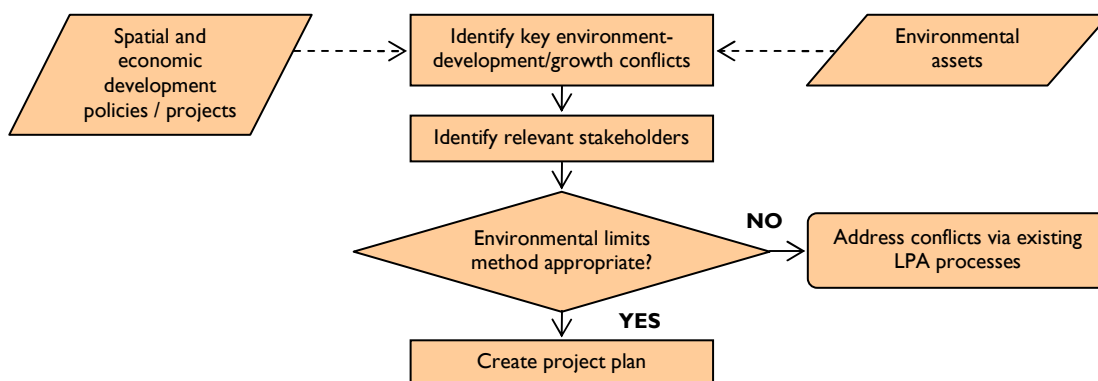 Spatial and
economic
development
policies / projects
Identify key environment-
development/growth conflicts
Environmental
assets
Identify relevant stakeholders
Environmental limits
method appropriate?
NO
Address conflicts via existing
LPA processes
YES
Create project plan